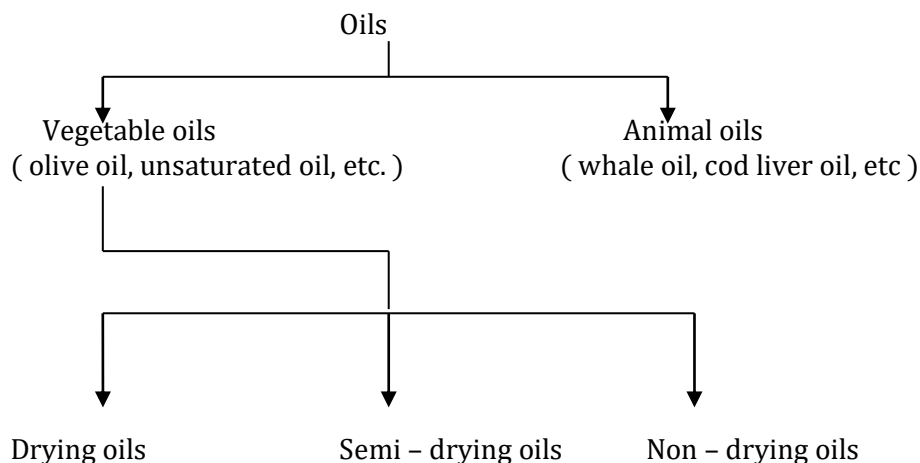 Oils
Vegetable oils
Animal oils
( olive oil, unsaturated oil, etc. )
( whale oil, cod liver oil, etc )
Drying oils
Semi – drying oils
Non – drying oils